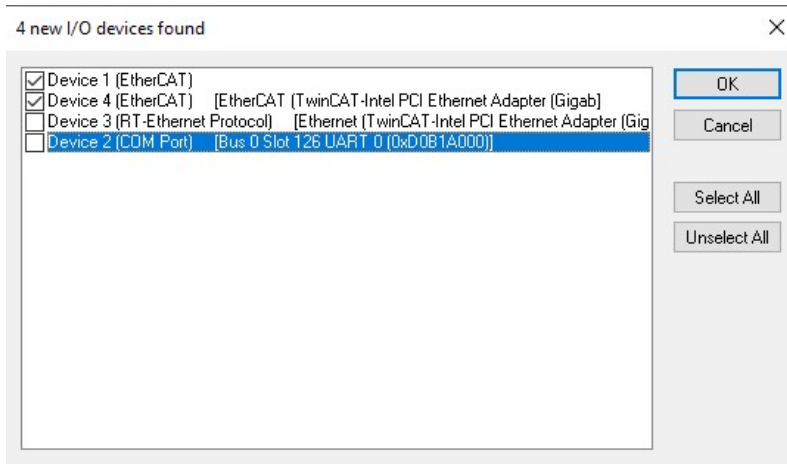 4 new I/O devices found
Device 1 (EtherCAT)
Device 4 (EtherCAT) [EtherCAT (TwinCAT-Intel PCI Ethernet Adapter (Gigab]
Device 3 (RT-Ethernet Protocol) [Ethernet (TwinCAT-Intel PCI Ethernet Adapter (Gig
Device 2 (COM Port) [Bus 0 Slot 126 UART 0 (0xD0B1A000)]
OK
Cancel
Select All
Unselect All